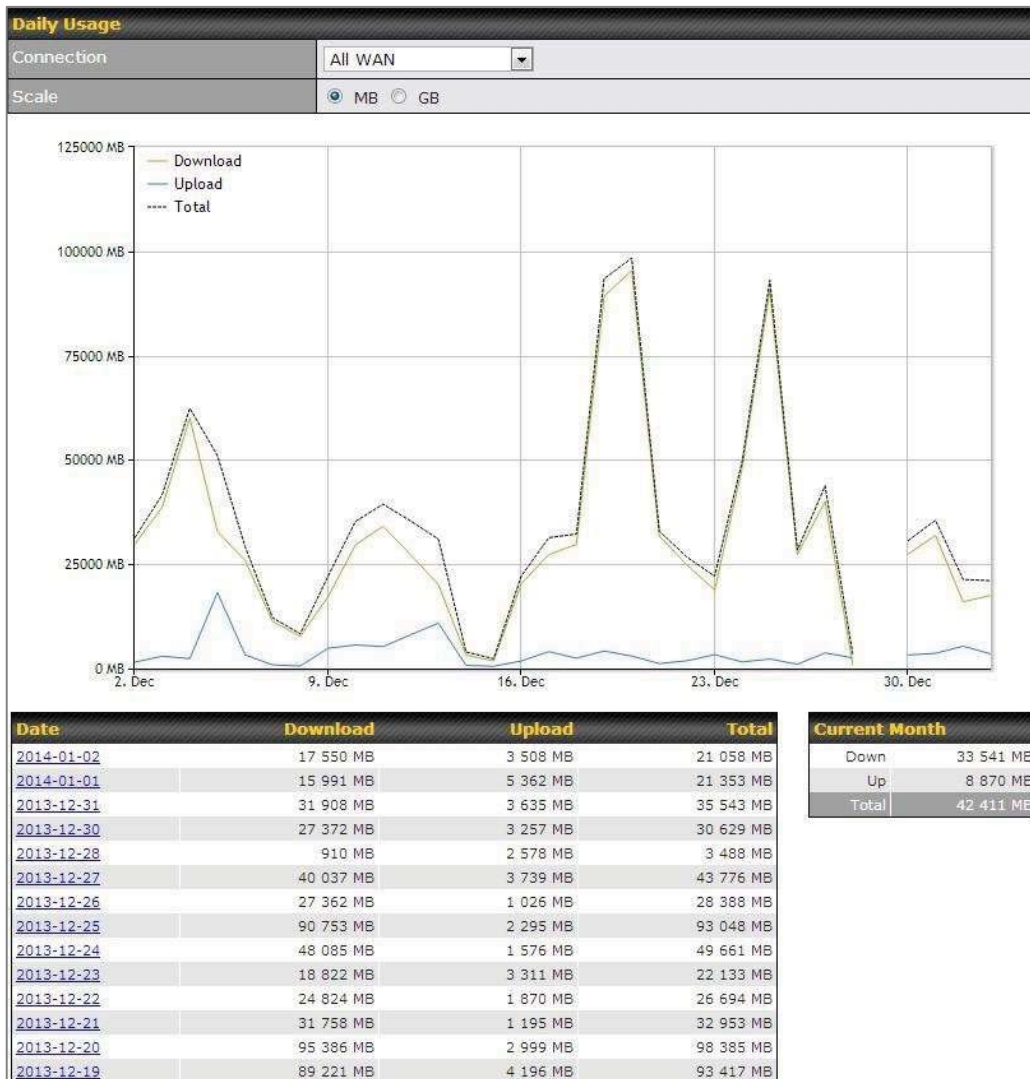 Daily Usage
Connection All WAN
Scale MB GB
125000 MB
Download
Upload
Total
100000 MB
75000 MB
50000 MB
25000 MB
0 MB
2. Dec 9. Dec 16. Dec 23. Dec 30. Dec
Date Download Upload Total
2014-01-02 17 550 MB 3 508 MB 21 058 MB
2014-01-01 15 991 MB 5 362 MB 21 353 MB
2013-12-31 31 908 MB 3 635 MB 35 543 MB
2013-12-30 27 372 MB 3 257 MB 30 629 MB
2013-12-28 910 MB 2 578 MB 3 488 MB
2013-12-27 40 037 MB 3 739 MB 43 776 MB
2013-12-26 27 362 MB 1 026 MB 28 388 MB
2013-12-25 90 753 MB 2 295 MB 93 048 MB
2013-12-24 48 085 MB 1 576 MB 49 661 MB
2013-12-23 18 822 MB 3 311 MB 22 133 MB
2013-12-22 24 824 MB 1 870 MB 26 694 MB
2013-12-21 31 758 MB 1 195 MB 32 953 MB
2013-12-20 95 386 MB 2 999 MB 98 385 MB
2013-12-19 89 221 MB 4 196 MB 93 417 MB
Current Month
Down 33 541 MB
Up 8 870 MB
Total 42 411 MB